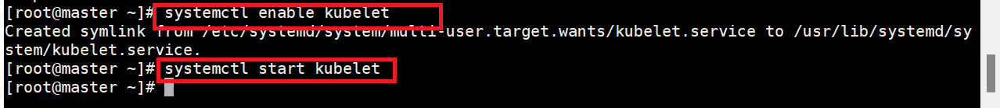 [root@master ~]# systemctl enable kubelet
Created symlink from /etc/systemd/system/multi-user.target.wants/kubelet.service to /usr/lib/systemd/sy
stem/kubelet.service.
[root@master ~]# systemctl start kubelet
[root@master ~]#